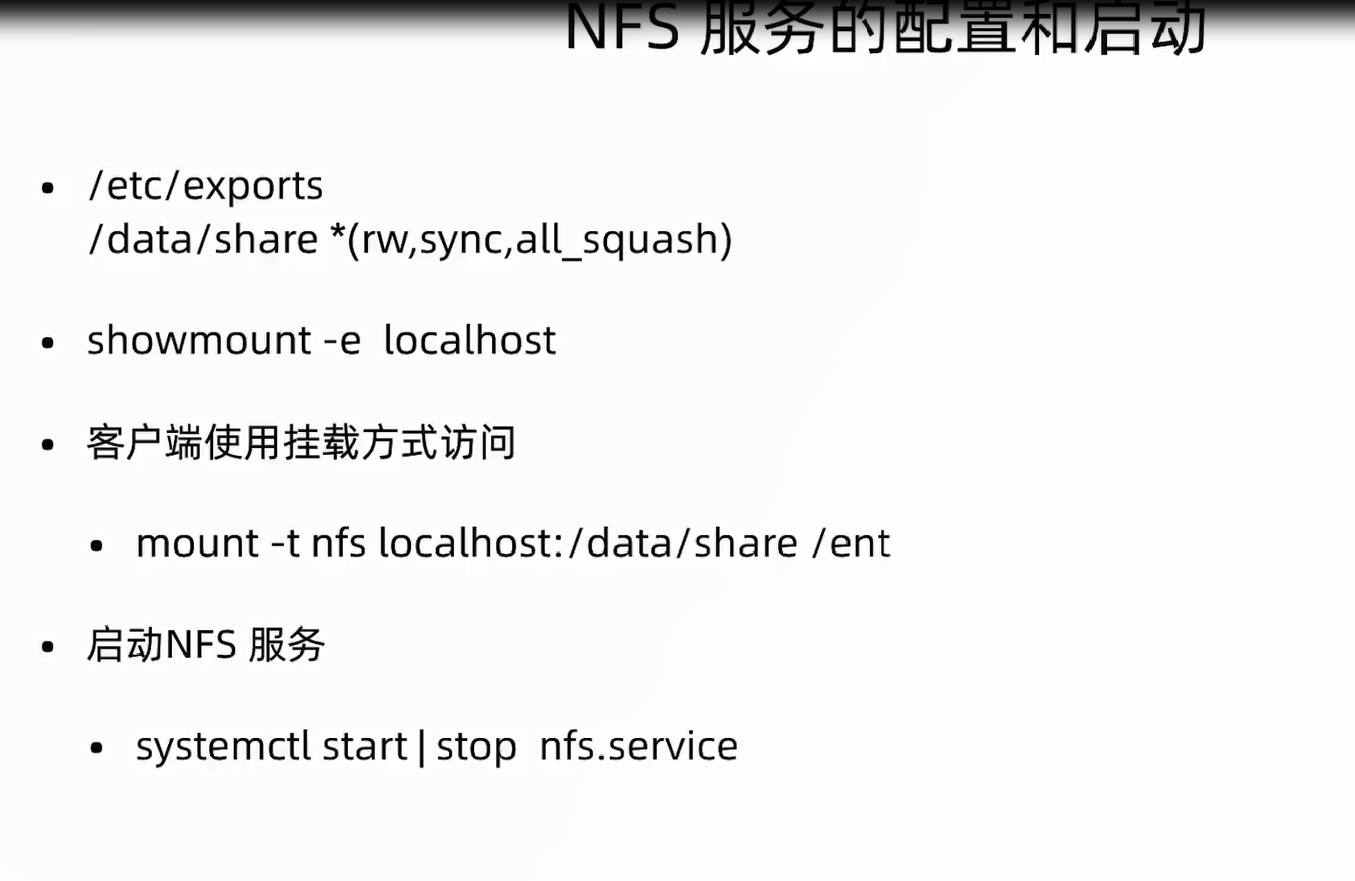 NFS 服务的配置和启动
• /etc/exports
/data/share *(rw,sync,all_squash)
• showmount -e localhost
• 客户端使用挂载方式访问
• mount -t nfs localhost:/data/share /ent
• 启动NFS 服务
• systemctl start | stop nfs.service